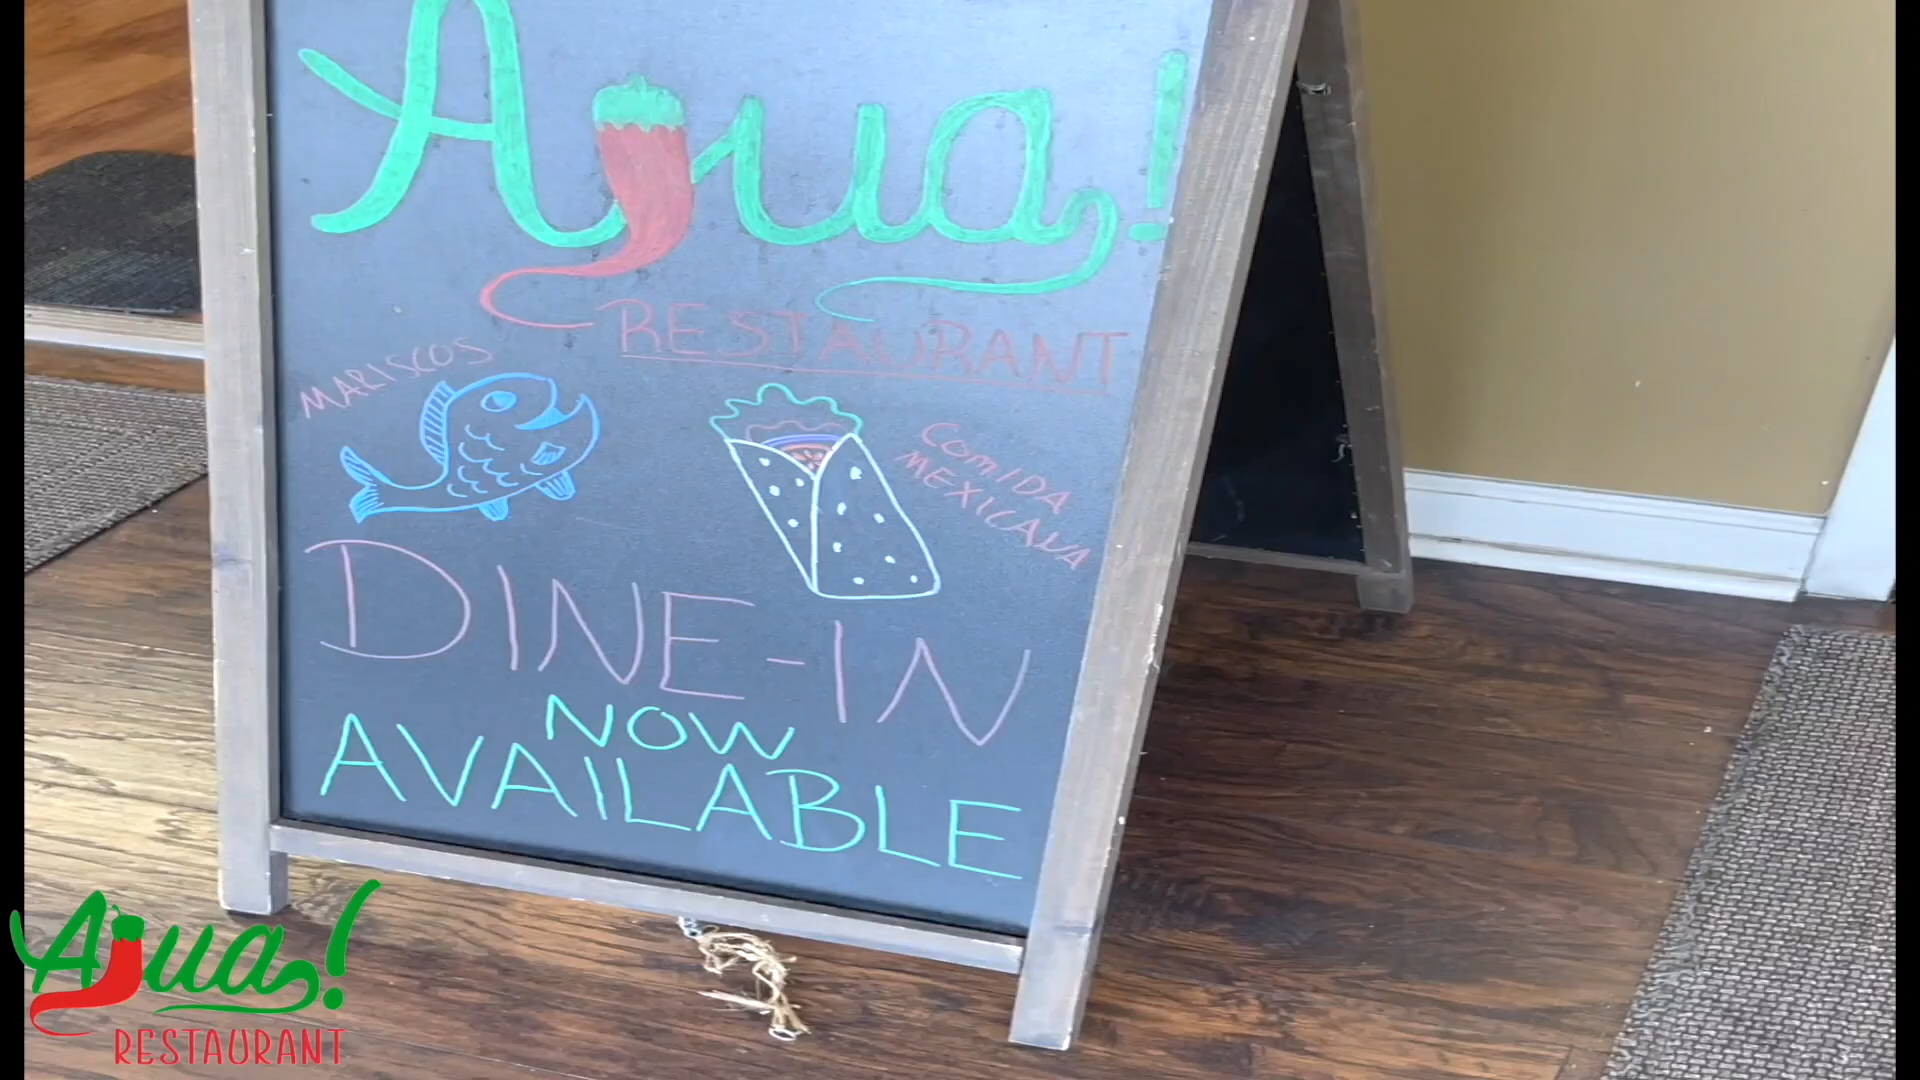 Ajua!
RESTAURANT
MARISCOS
COMIDA
MEXICANA
DINE-IN
NOW
AVAILABLE
Ajua!
RESTAURANT